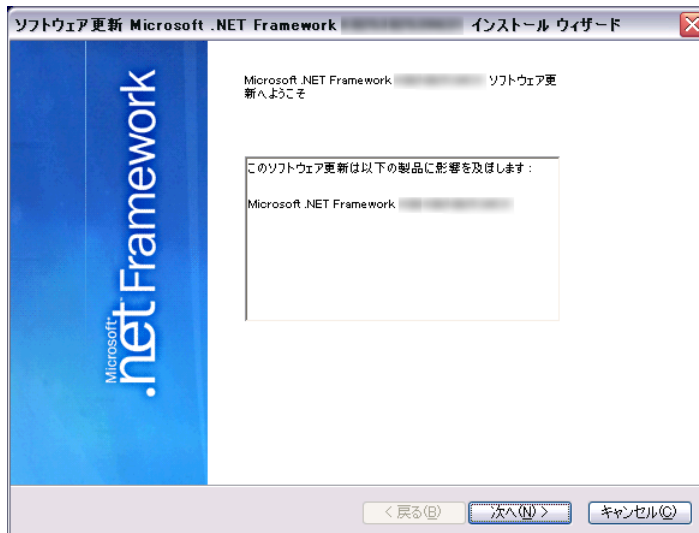 ソフトウェア更新 Microsoft .NET Framework インストール ウィザード
Microsoft .NET Framework ソフトウェア更
新へようこそ
このソフトウェア更新は以下の製品に影響を及ぼします :
Microsoft .NET Framework
Microsoft
.net Framework
< 戻る(B)
次へ(N) >
キャンセル(C)